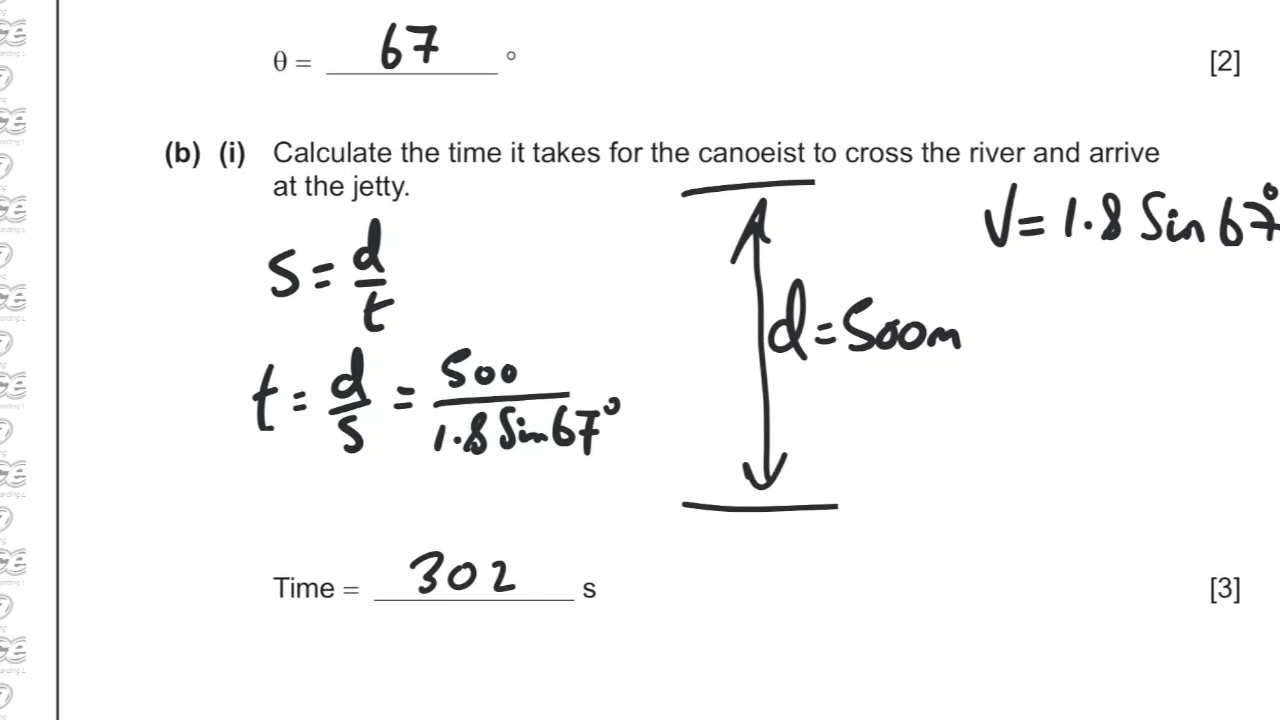 θ = 67 ° [2]
(b) (i) Calculate the time it takes for the canoeist to cross the river and arrive
at the jetty.
V = 1.8 Sin 67°
S = d/t
d = 500m
t = d/s = 500/1.8 Sin 67°
Time = 302 s [3]